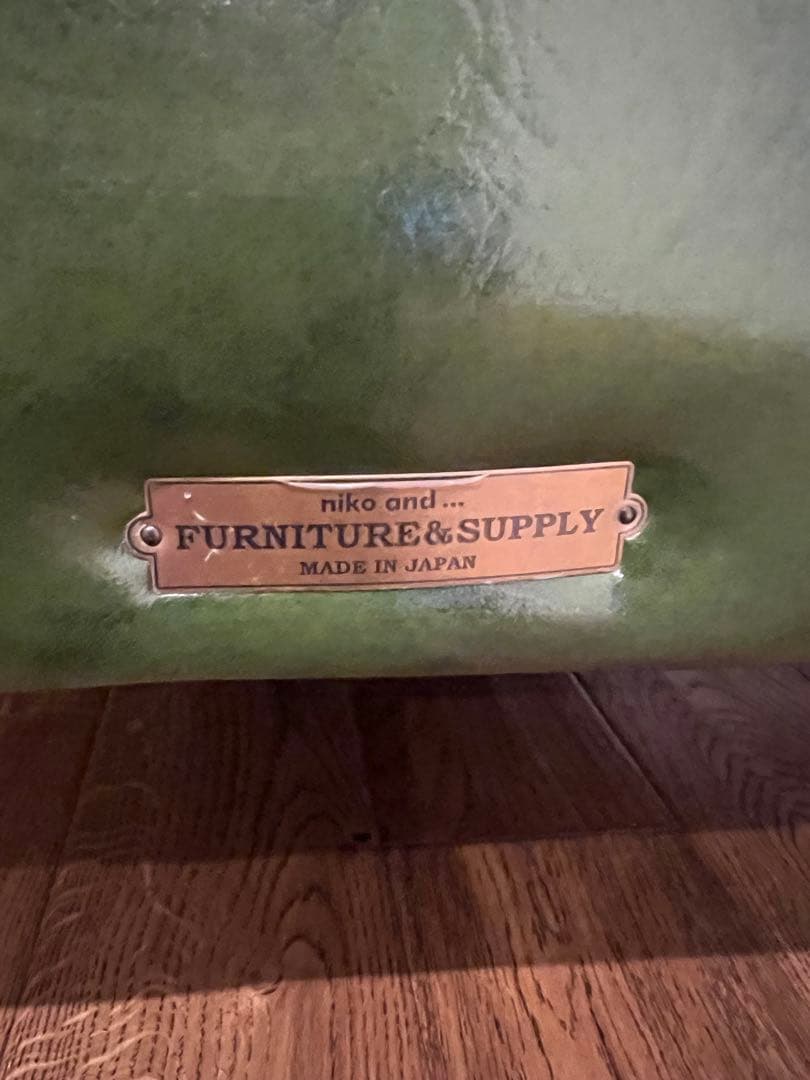 niko and ...
FURNITURE&SUPPLY
MADE IN JAPAN